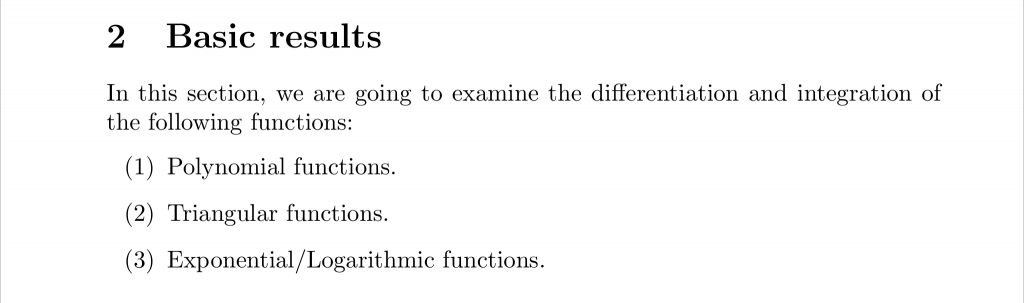 2 Basic results
In this section, we are going to examine the differentiation and integration of
the following functions:
(1) Polynomial functions.
(2) Triangular functions.
(3) Exponential/Logarithmic functions.